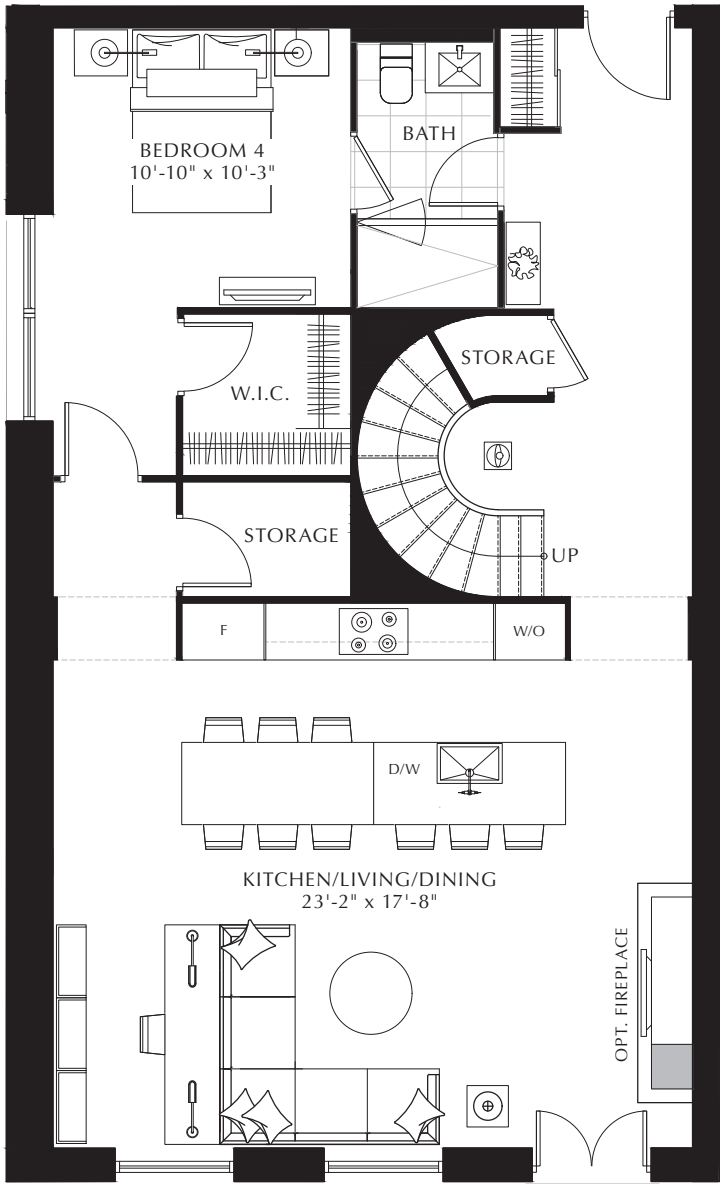 BATH
BEDROOM 4
10'-10" x 10'-3"
STORAGE
W.I.C.
STORAGE
UP
F
W/O
D/W
KITCHEN/LIVING/DINING
23'-2" x 17'-8"
OPT. FIREPLACE